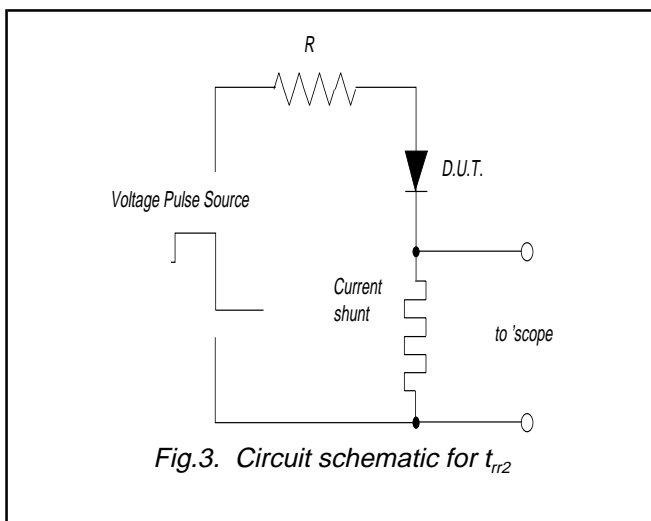 R
D.U.T.
Voltage Pulse Source
Current
shunt
to 'scope
Fig.3. Circuit schematic for trr2